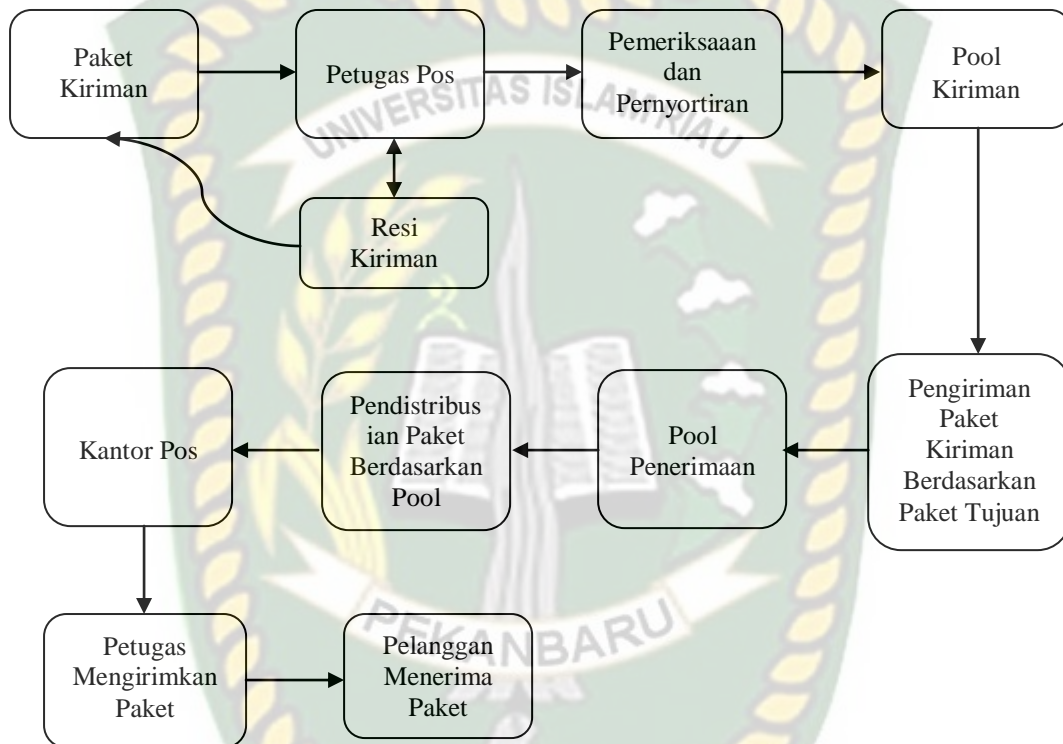 Paket
Kiriman
Petugas Pos
Pemeriksaaan
dan
Pernyortiran
Pool
Kiriman
UNIVERSITAS ISLAM RIAU
Resi
Kiriman
Kantor Pos
Pendistribus
ian Paket
Berdasarkan
Pool
Pool
Penerimaan
Pengiriman
Paket
Kiriman
Berdasarkan
Paket Tujuan
PEKANBARU
Petugas
Mengirimkan
Paket
Pelanggan
Menerima
Paket